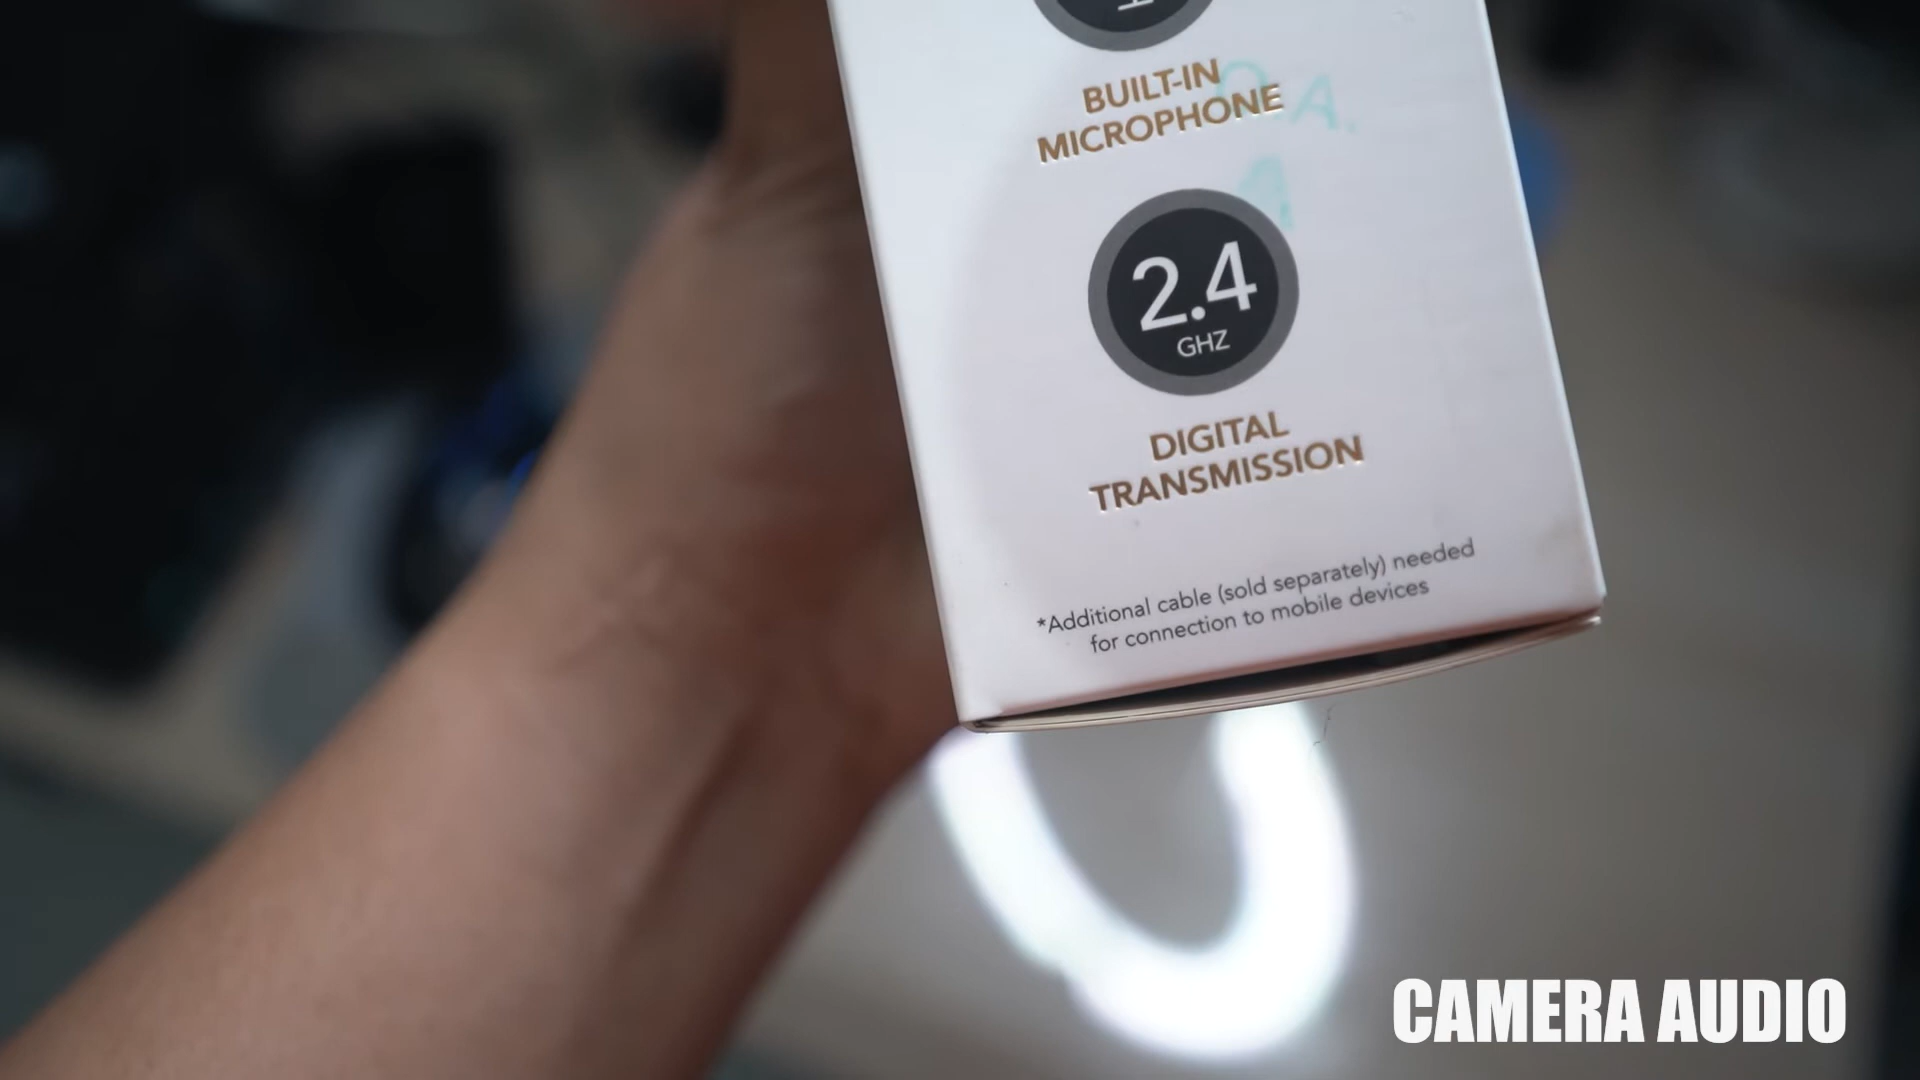 BUILT-IN
MICROPHONE
2.4
GHZ
DIGITAL
TRANSMISSION
*Additional cable (sold separately) needed
for connection to mobile devices
CAMERA AUDIO